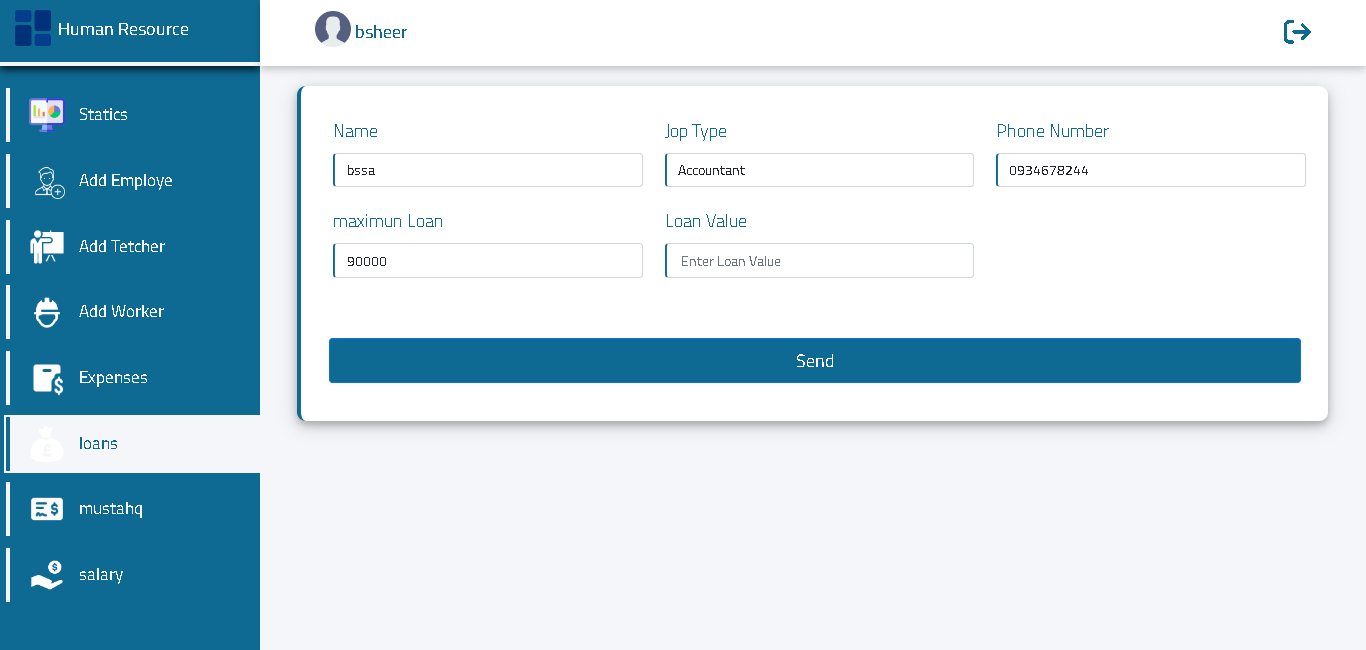 Human Resource
bsheer
Statics
Add Employe
Add Tetcher
Add Worker
Expenses
loans
mustahq
salary
Name
Jop Type
Phone Number
bssa
Accountant
0934678244
maximun Loan
Loan Value
90000
Enter Loan Value
Send